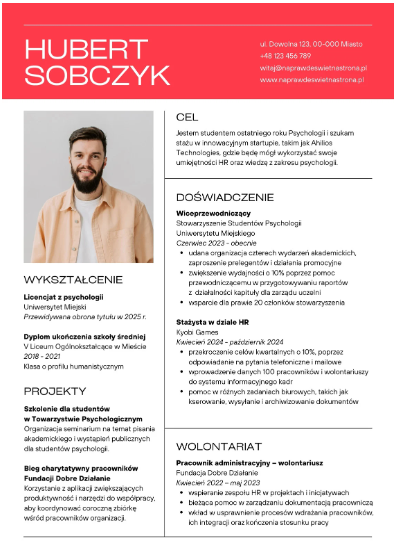 HUBERT
SOBCZYK
ul. Dowolna 123, 00-000 Miasto
+48 123 456 789
witaj@naprawdeswietnastrona.pl
www.naprawdeswietnastrona.pl
CEL
Jestem studentem ostatniego roku Psychologii i szukam
stażu w innowacyjnym startupie, takim jak Ahilios
Technologies, gdzie będę mógł wykorzystać swoje
umiejętności HR oraz wiedzę z zakresu psychologii.
DOŚWIADCZENIE
Wiceprzewodniczący
Stowarzyszenie Studentów Psychologii
Uniwersytetu Miejskiego
Czerwiec 2023 - obecnie
• udana organizacja czterech wydarzeń akademickich,
zaproszenie prelegentów i działania promocyjne
• zwiększenie wydajności o 10% poprzez pomoc
przewodniczącemu w przygotowywaniu raportów
z działalności kapituły dla zarządu uczelni
• wsparcie dla prawie 20 członków stowarzyszenia
Stażysta w dziale HR
Kyobi Games
Kwiecień 2024 - październik 2024
• przekroczenie celów kwartalnych o 10%, poprzez
odpowiadanie na pytania telefoniczne i mailowe
• wprowadzenie danych 100 pracowników i wolontariuszy
do systemu informacyjnego kadr
• pomoc w różnych zadaniach biurowych, takich jak
kserowanie, wysyłanie i archiwizowanie dokumentów
WOLONTARIAT
Pracownik administracyjny – wolontariusz
Fundacja Dobre Działanie
Kwiecień 2022 – maj 2023
• wspieranie zespołu HR w projektach i inicjatywach
• bieżąca pomoc w zarządzaniu dokumentacją pracowniczą
• wkład w usprawnienie procesów wdrażania pracowników,
ich integracji oraz kończenia stosunku pracy
WYKSZTAŁCENIE
Licencjat z psychologii
Uniwersytet Miejski
Przewidywana obrona tytułu w 2025 r.
Dyplom ukończenia szkoły średniej
V Liceum Ogólnokształcące w Mieście
2018 - 2021
Klasa o profilu humanistycznym
PROJEKTY
Szkolenie dla studentów
w Towarzystwie Psychologicznym
Organizacja seminarium na temat pisania
akademickiego i wystąpień publicznych
dla studentów psychologii.
Bieg charytatywny pracowników
Fundacji Dobre Działanie
Korzystanie z aplikacji zwiększających
produktywność i narzędzi do współpracy,
aby koordynować coroczną zbiórkę
wśród pracowników organizacji.